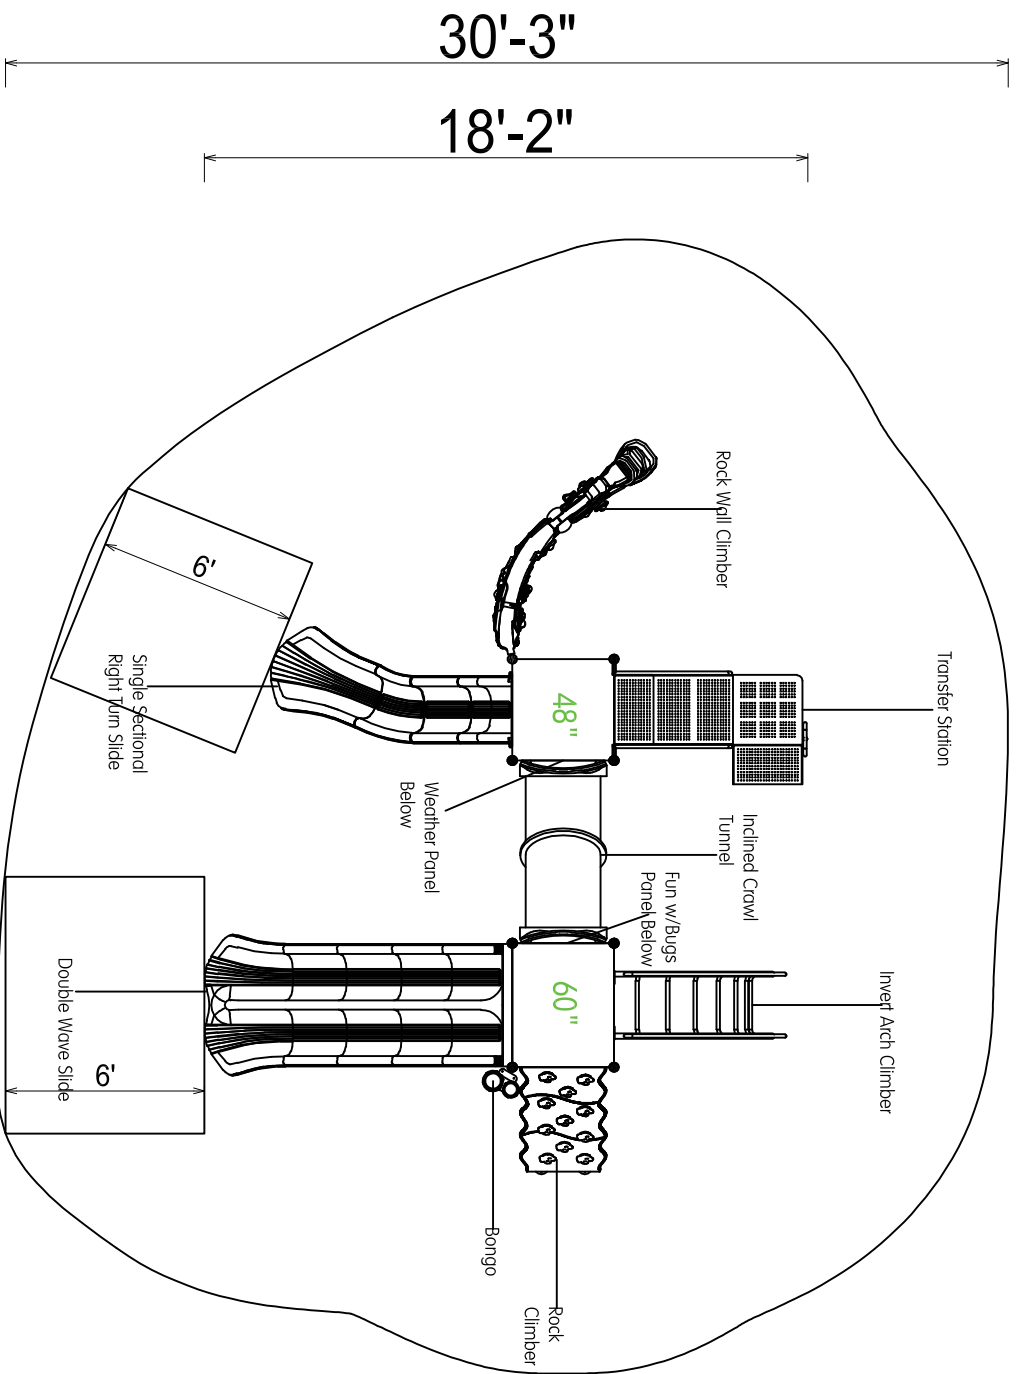 30'-3"
18'-2"
Rock Wall Climber
6'
Single Sectional
Right Turn Slide
48"
Transfer Station
Weather Panel
Below
Inclined Crawl
Tunnel
Fun w/Bugs
Panel Below
60"
Invert Arch Climber
Double Wave Slide
6'
Bongo
Rock
Climber